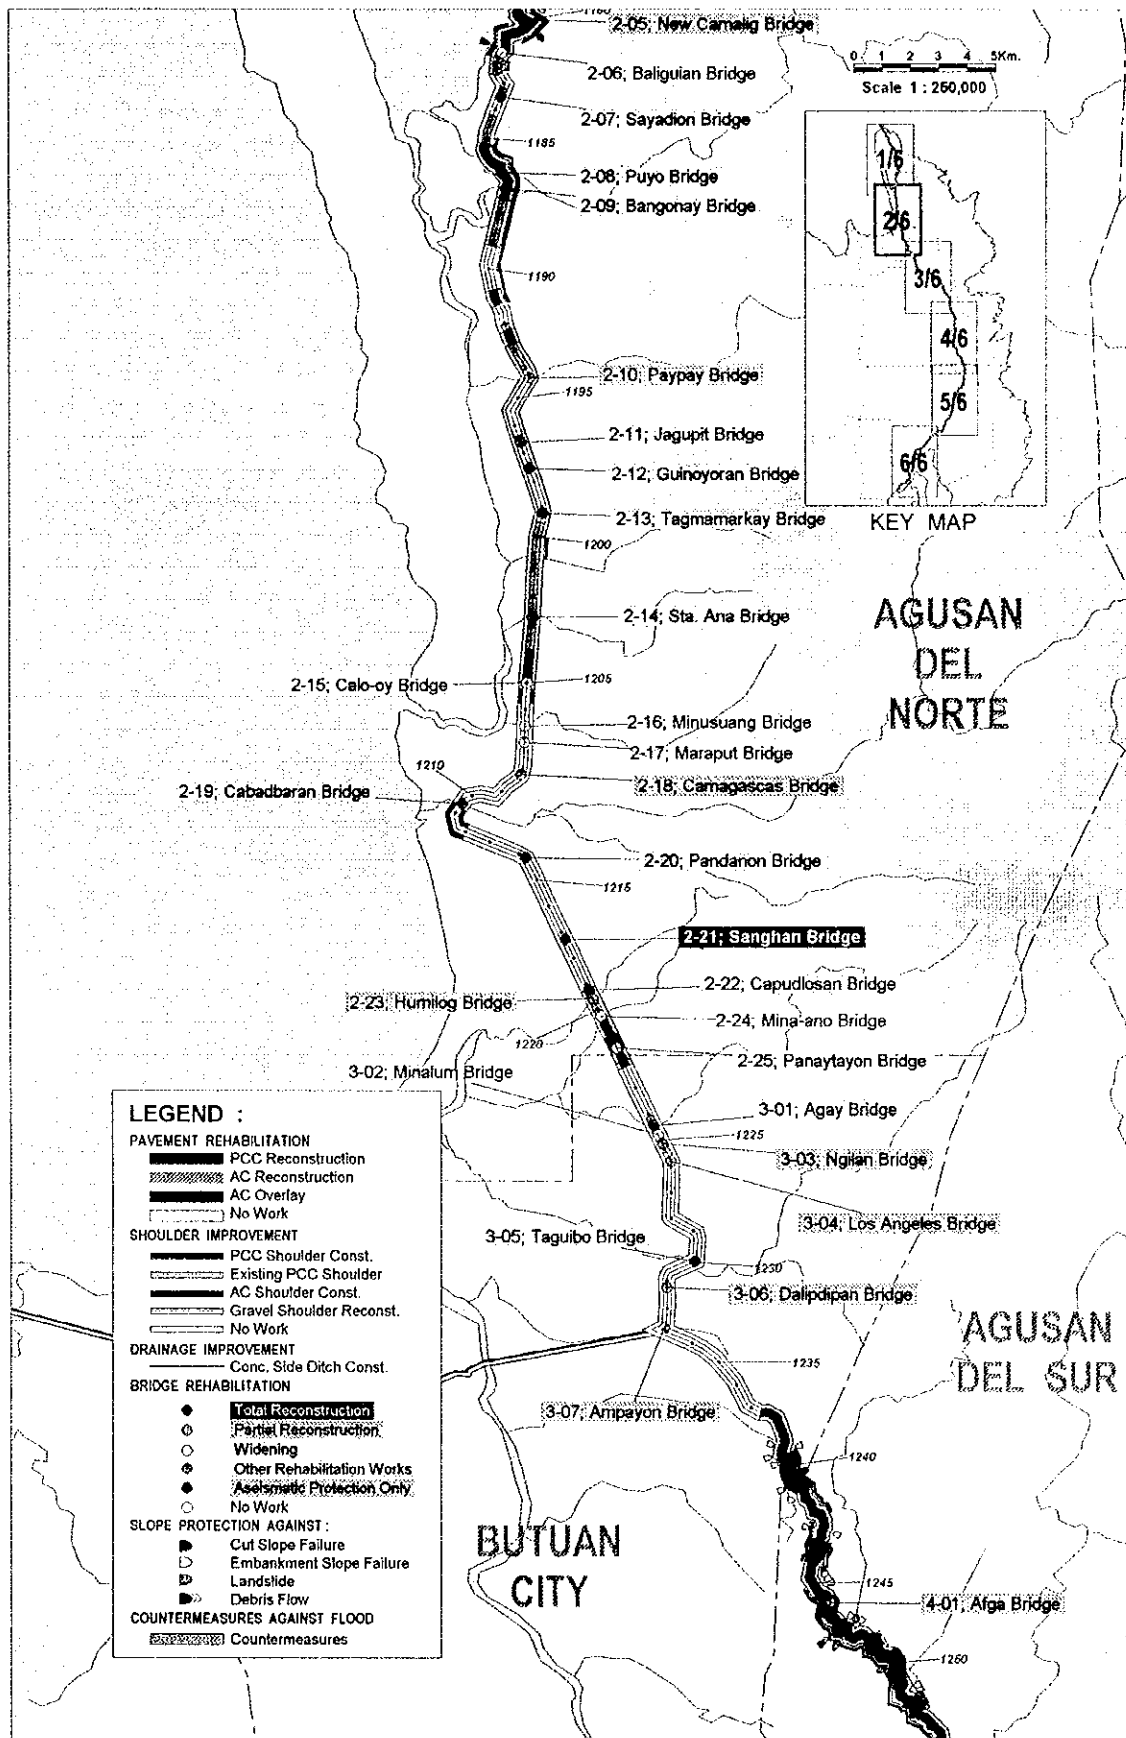 1180
2-05; New Camalig Bridge
2-06; Baliguian Bridge
0 1 2 3 4 5Km.
Scale 1 : 250,000
2-07; Sayadion Bridge
1185
2-08; Puyo Bridge
2-09; Bangonay Bridge
1190
1/6
2/6
3/6
4/6
5/6
6/6
KEY MAP
2-10; Paypay Bridge
1195
2-11; Jagupit Bridge
2-12; Guinoyoran Bridge
2-13; Tagmamarkay Bridge
1200
AGUSAN
DEL
NORTE
2-14; Sta. Ana Bridge
2-15; Calo-oy Bridge
1205
2-16; Minusuang Bridge
2-17; Maraput Bridge
1210
2-18; Camagascas Bridge
2-19; Cabadbaran Bridge
2-20; Pandanon Bridge
1215
2-21; Sanghan Bridge
2-22; Capudlosan Bridge
2-23; Humilog Bridge
2-24; Mina-ano Bridge
1220
2-25; Panaytayon Bridge
3-02; Minalum Bridge
3-01; Agay Bridge
1225
3-03; Ngilan Bridge
3-04; Los Angeles Bridge
3-05; Taguibo Bridge
1230
3-06; Dalipdipan Bridge
AGUSAN
DEL SUR
1235
3-07; Ampayon Bridge
1240
BUTUAN
CITY
1245
4-01; Afga Bridge
1250
LEGEND :
PAVEMENT REHABILITATION
PCC Reconstruction
AC Reconstruction
AC Overlay
No Work
SHOULDER IMPROVEMENT
PCC Shoulder Const.
Existing PCC Shoulder
AC Shoulder Const.
Gravel Shoulder Reconst.
No Work
DRAINAGE IMPROVEMENT
Conc. Side Ditch Const.
BRIDGE REHABILITATION
Total Reconstruction
Partial Reconstruction
Widening
Other Rehabilitation Works
Aseismatic Protection Only
No Work
SLOPE PROTECTION AGAINST :
Cut Slope Failure
Embankment Slope Failure
Landslide
Debris Flow
COUNTERMEASURES AGAINST FLOOD
Countermeasures